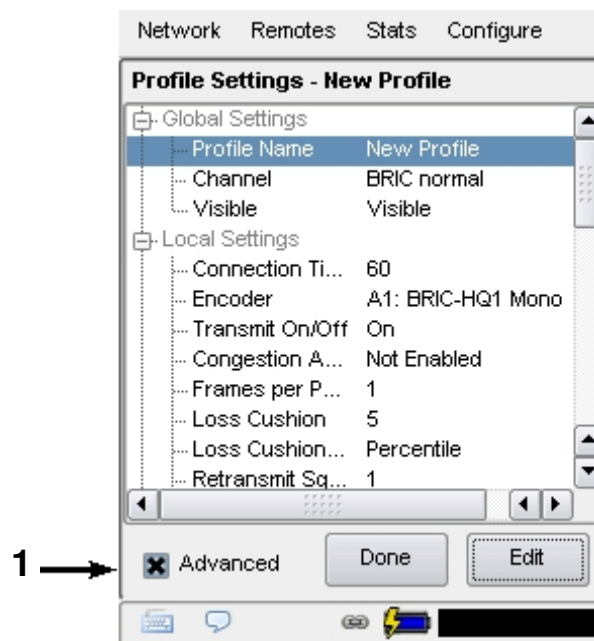 Network Remotes Stats Configure
Profile Settings - New Profile
Global Settings
Profile Name New Profile
Channel BRIC normal
Visible Visible
Local Settings
Connection Ti... 60
Encoder A1: BRIC-HQ1 Mono
Transmit On/Off On
Congestion A... Not Enabled
Frames per P... 1
Loss Cushion 5
Loss Cushion... Percentile
Retransmit Sq... 1
1 Advanced Done Edit